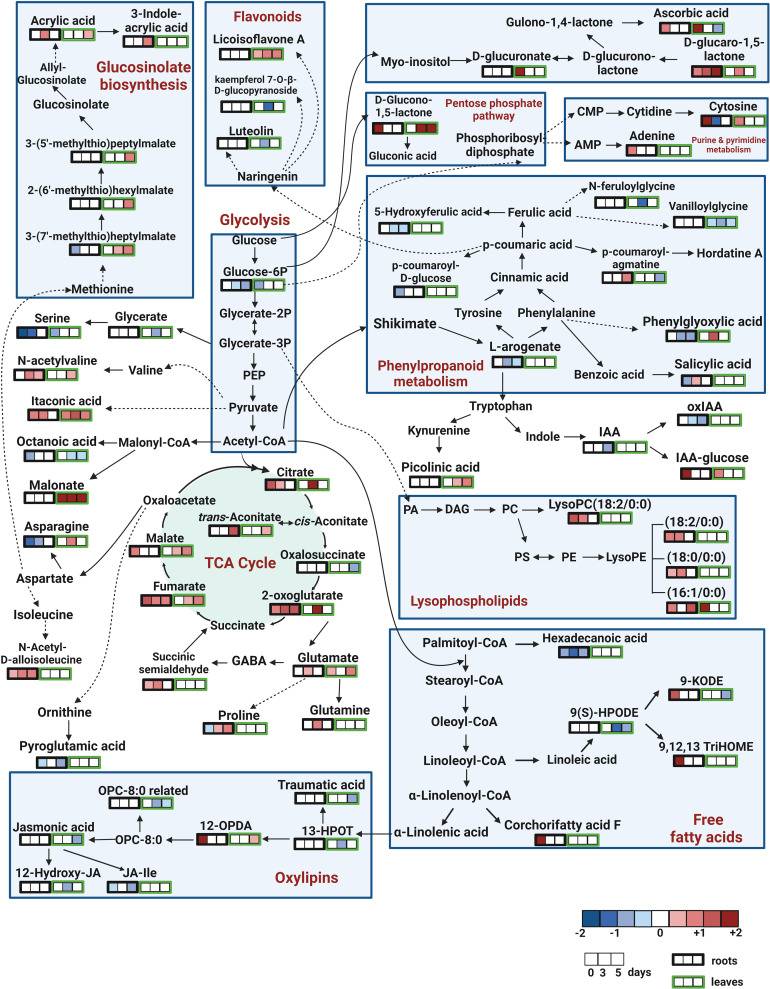 Acrylic acid
3-Indole-
acrylic acid
Allyl-
Glucosinolate
Glucosinolate
biosynthesis
Glucosinolate
3-(5'-methylthio)peptylmalate
2-(6'-methylthio)hexylmalate
3-(7'-methylthio)heptylmalate
Methionine
Flavonoids
Licoisoflavone A
kaempferol 7-O-β-
D-glucopyranoside
Luteolin
Naringenin
Gulono-1,4-lactone
Ascorbic acid
Myo-inositol
D-glucuronate
D-glucurono-
lactone
D-glucaro-1,5-
lactone
D-Glucono-
1,5-lactone
Gluconic acid
Pentose phosphate
pathway
Phosphoribosyl
diphosphate
CMP
Cytidine
Cytosine
AMP
Adenine
Purine & pyrimidine
metabolism
Glycolysis
Glucose
Glucose-6P
Glycerate-2P
Glycerate-3P
PEP
Pyruvate
Acetyl-CoA
N-feruloylglycine
5-Hydroxyferulic acid
Ferulic acid
Vanilloylglycine
p-coumaric acid
p-coumaroyl-
D-glucose
p-coumaroyl-
agmatine
Hordatine A
Cinnamic acid
Tyrosine
Phenylalanine
Shikimate
Phenylglyoxylic acid
L-arogenate
Benzoic acid
Salicylic acid
Phenylpropanoid
metabolism
Serine
Glycerate
N-acetylvaline
Valine
Itaconic acid
Octanoic acid
Malonyl-CoA
Malonate
Tryptophan
Kynurenine
Indole
IAA
oxIAA
IAA-glucose
Picolinic acid
Citrate
Oxaloacetate
trans-Aconitate
cis-Aconitate
Asparagine
Malate
TCA Cycle
Oxalosuccinate
Aspartate
Fumarate
2-oxoglutarate
Succinate
Isoleucine
N-Acetyl-
D-alloisoleucine
Succinic
semialdehyde
GABA
Glutamate
Ornithine
Proline
Glutamine
Pyroglutamic acid
PA
DAG
PC
LysoPC(18:2/0:0)
(18:2/0:0)
PS
PE
LysoPE
(18:0/0:0)
(16:1/0:0)
Lysophospholipids
Palmitoyl-CoA
Hexadecanoic acid
Stearoyl-CoA
9-KODE
Oleoyl-CoA
9(S)-HPODE
Linoleoyl-CoA
Linoleic acid
9,12,13 TriHOME
α-Linolenoyl-CoA
α-Linolenic acid
Corchorifatty acid F
Free
fatty acids
OPC-8:0 related
Traumatic acid
Jasmonic acid
OPC-8:0
12-OPDA
13-HPOT
12-Hydroxy-JA
JA-Ile
Oxylipins
-2
-1
0
+1
+2
0 3 5 days
roots
leaves